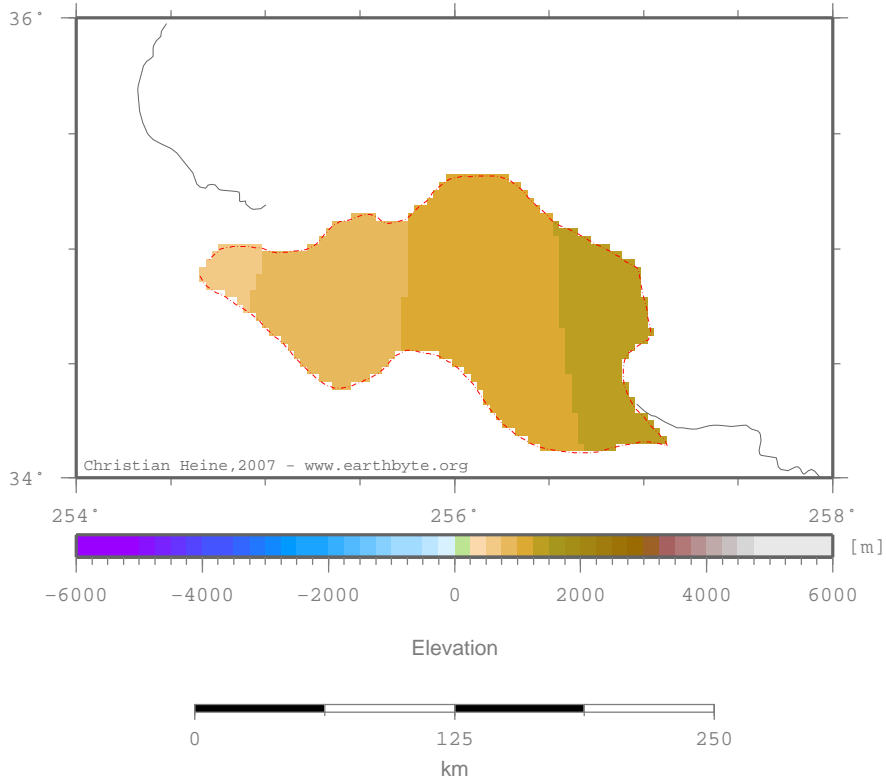 36°
Christian Heine,2007 - www.earthbyte.org
34°
254° 256° 258°
[m]
−6000 −4000 −2000 0 2000 4000 6000
Elevation
0 125 250
km